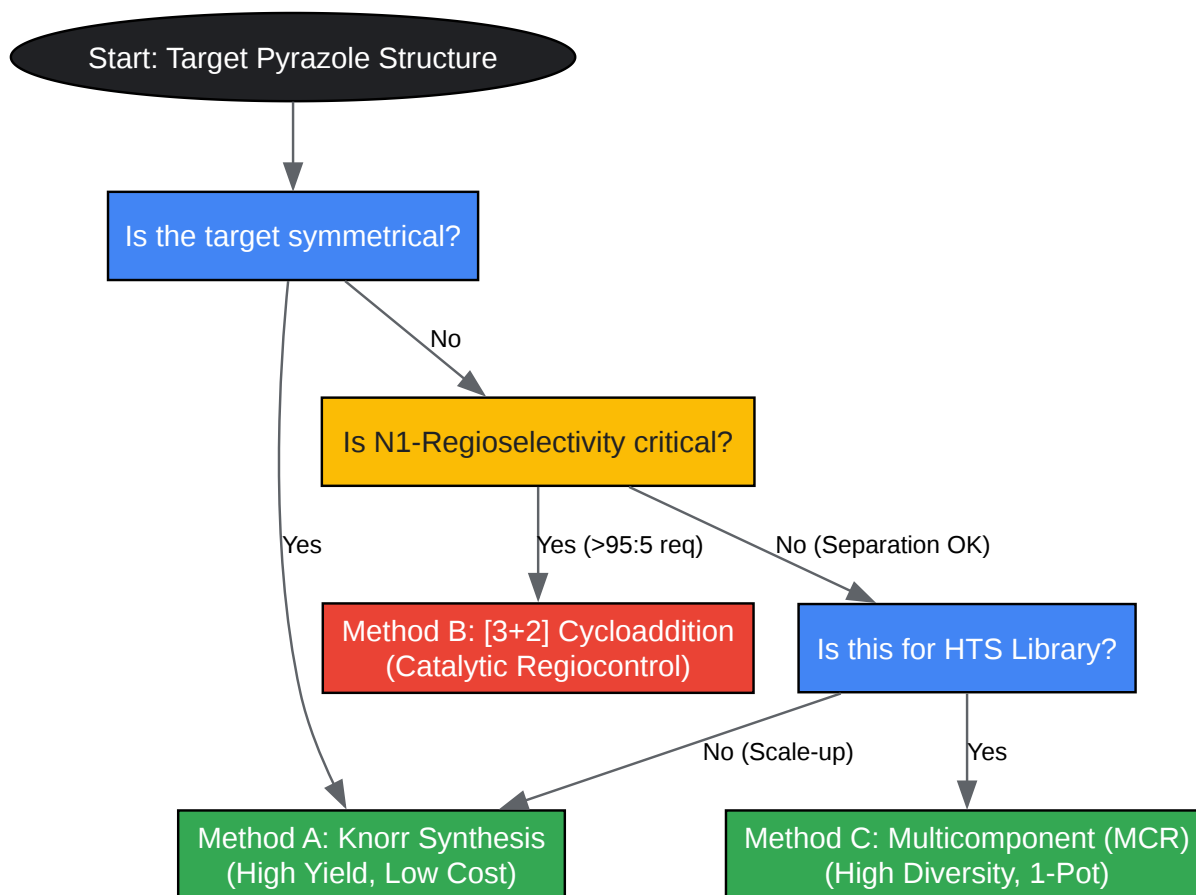 Start: Target Pyrazole Structure
Is the target symmetrical?
No
Is N1-Regioselectivity critical?
Yes
Yes (>95:5 req)
No (Separation OK)
Method B: [3+2] Cycloaddition
(Catalytic Regiocontrol)
Is this for HTS Library?
No (Scale-up)
Yes
Method A: Knorr Synthesis
(High Yield, Low Cost)
Method C: Multicomponent (MCR)
(High Diversity, 1-Pot)